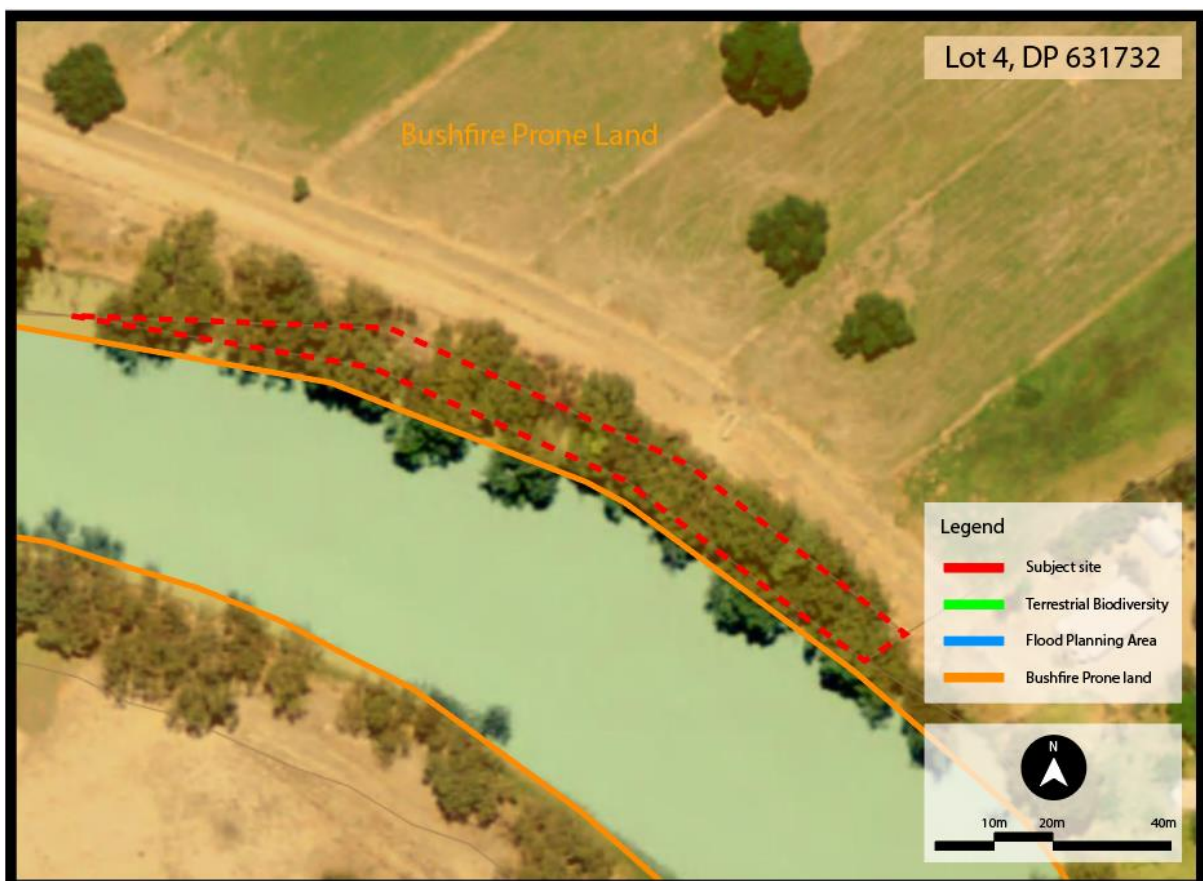 Lot 4, DP 631732
Bushfire Prone Land
Legend
Subject site
Terrestrial Biodiversity
Flood Planning Area
Bushfire Prone land
N
10m 20m 40m